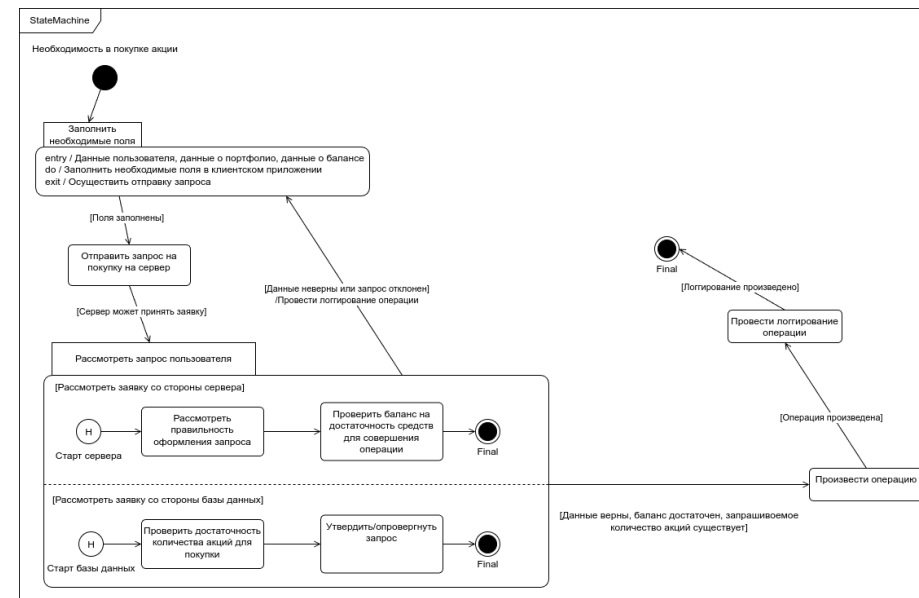 StateMachine
Необходимость в покупке акции
Заполнить
необходимые поля
entry / Данные пользователя, данные о портфолио, данные о балансе
do / Заполнить необходимые поля в клиентском приложении
exit / Осуществить отправку запроса
[Поля заполнены]
Отправить запрос на
покупку на сервер
[Данные неверны или запрос отклонен]
/Провести логгирование операции
[Сервер может принять заявку]
Рассмотреть запрос пользователя
[Рассмотреть заявку со стороны сервера]
H
Старт сервера
Рассмотреть
правильность
оформления запроса
Проверить баланс на
достаточность средств
для совершения
операции
Final
[Рассмотреть заявку со стороны базы данных]
H
Старт базы данных
Проверить достаточность
количества акций для
покупки
Утвердить/опровергнуть
запрос
Final
[Данные верны, баланс достаточен, запрашивоемое
количество акций существует]
Произвести операцию
[Операция произведена]
Провести логгирование
операции
[Логгирование произведено]
Final